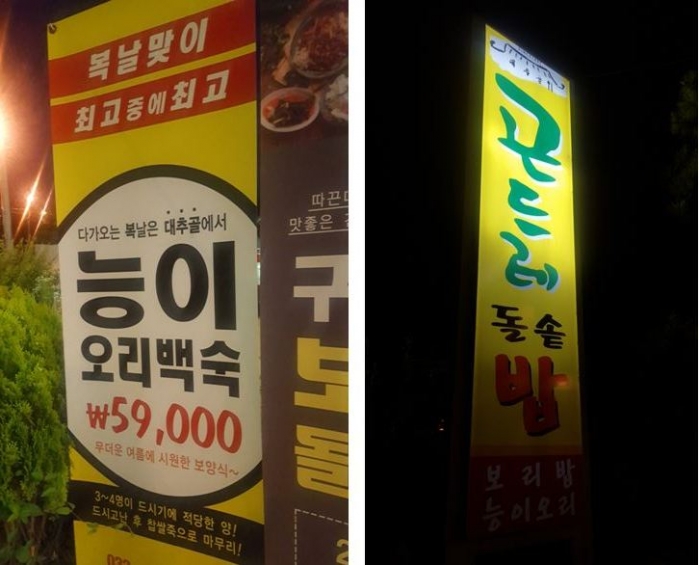 복날맞이
최고중에최고
다가오는 복날은 대추골에서
능이
오리백숙
₩59,000
무더운 여름에 시원한 보양식~
3~4명이 드시기에 적당한 양!
드시고난 후 찹쌀죽으로 마무리!
033
따끈
맛좋은
곤드레
돌솥
밥
보리밥
능이오리